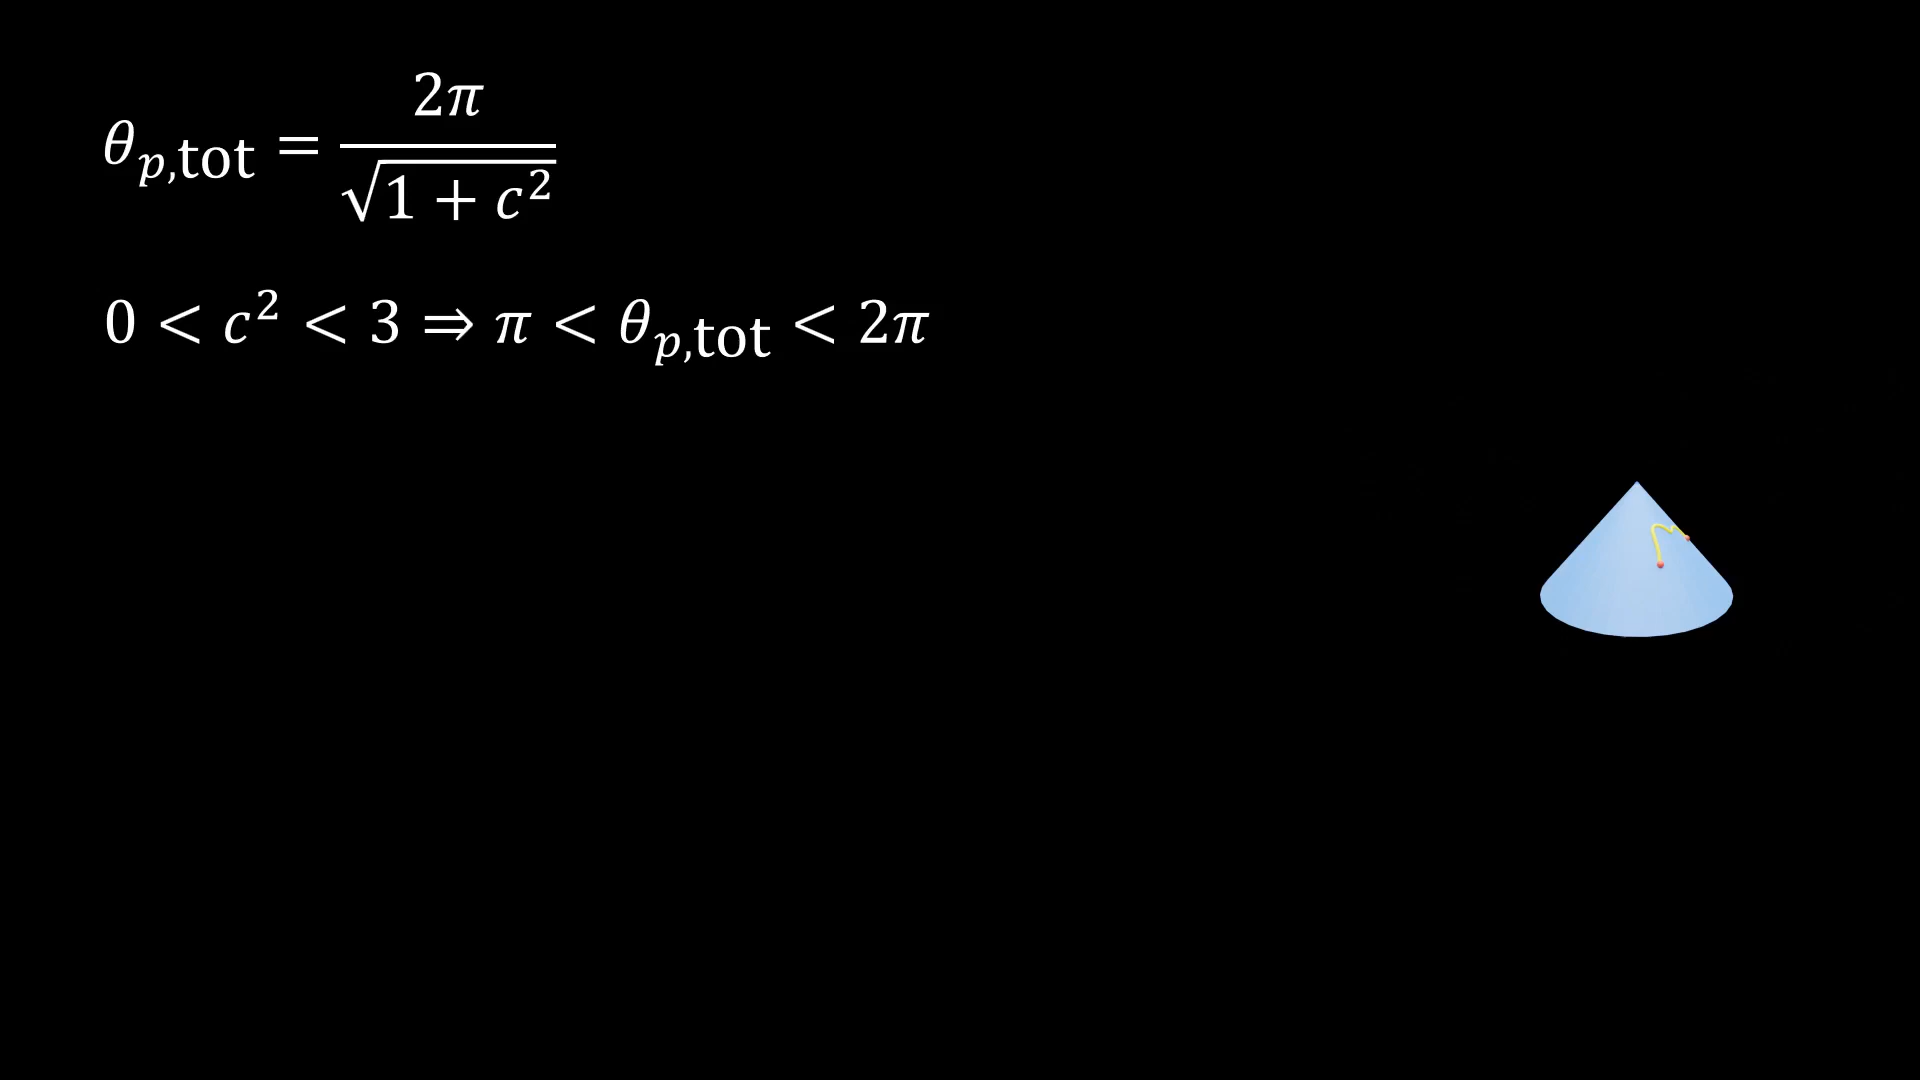 θ_{p,tot} = 2π / √(1 + c²)
0 < c² < 3 ⇒ π < θ_{p,tot} < 2π